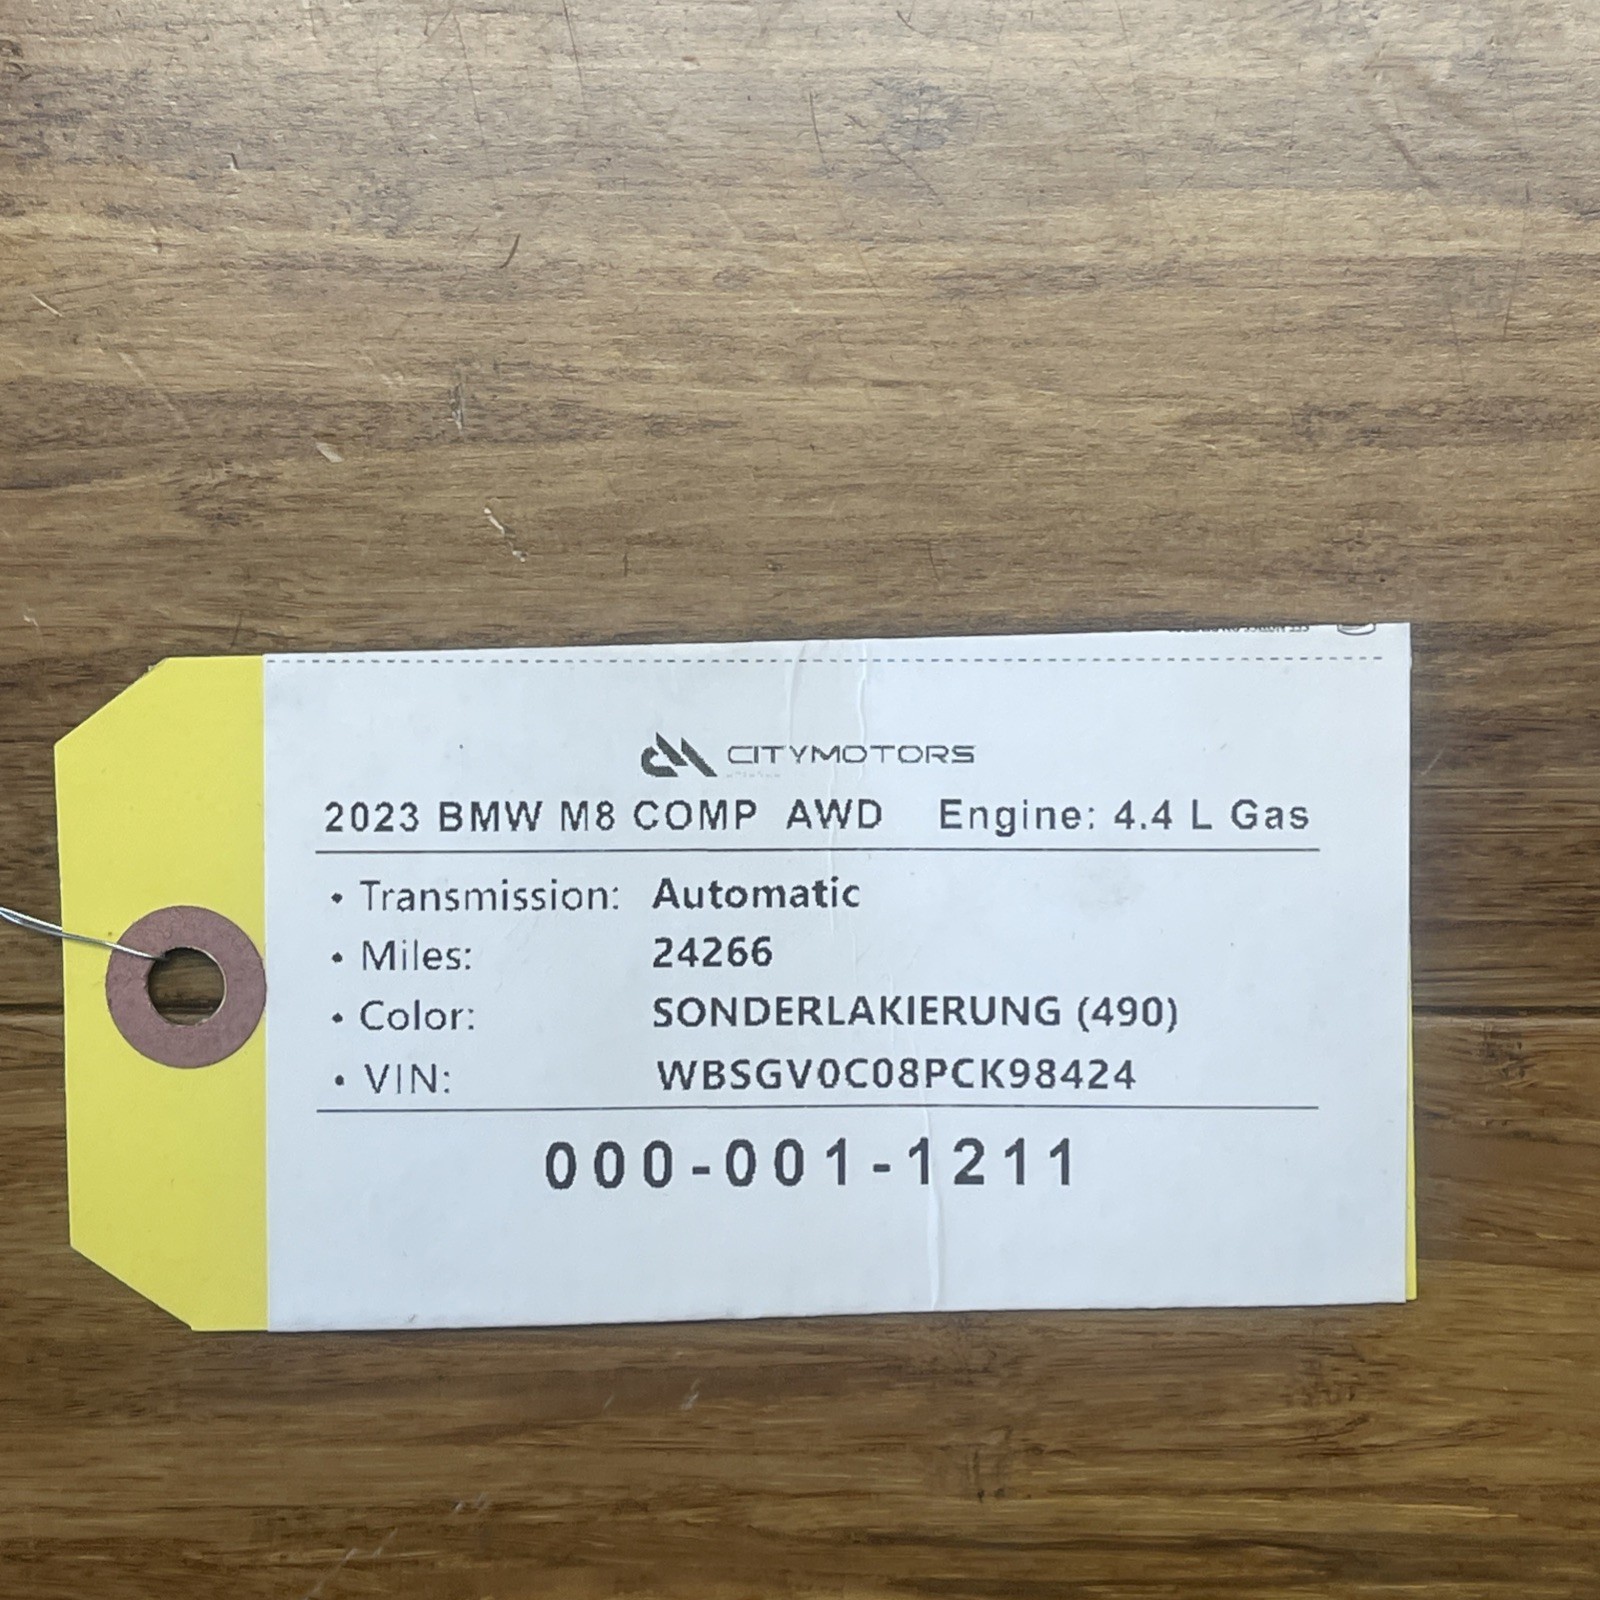 CITYMOTORS
2023 BMW M8 COMP AWD Engine: 4.4 L Gas
• Transmission: Automatic
• Miles: 24266
• Color: SONDERLAKIERUNG (490)
• VIN: WBSGV0C08PCK98424
000-001-1211